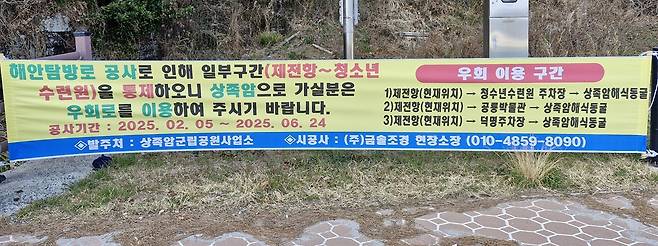 해안탐방로 공사로 인해 일부구간(제전항~청소년
수련원)을 통제하오니 상족암으로 가실분은
우회로를 이용하여 주시기 바랍니다.
공사기간 : 2025. 02. 05 ~ 2025. 06. 24
우회 이용 구간
1)제전항(현재위치) → 청소년수련원 주차장 → 상족암해식동굴
2)제전항(현재위치) → 공룡박물관 → 상족암해식동굴
3)제전항(현재위치) → 덕명주차장 → 상족암해식동굴
◈발주처 : 상족암군립공원사업소 ◈시공사 : (주)금솔조경 현장소장 (010-4859-8090)